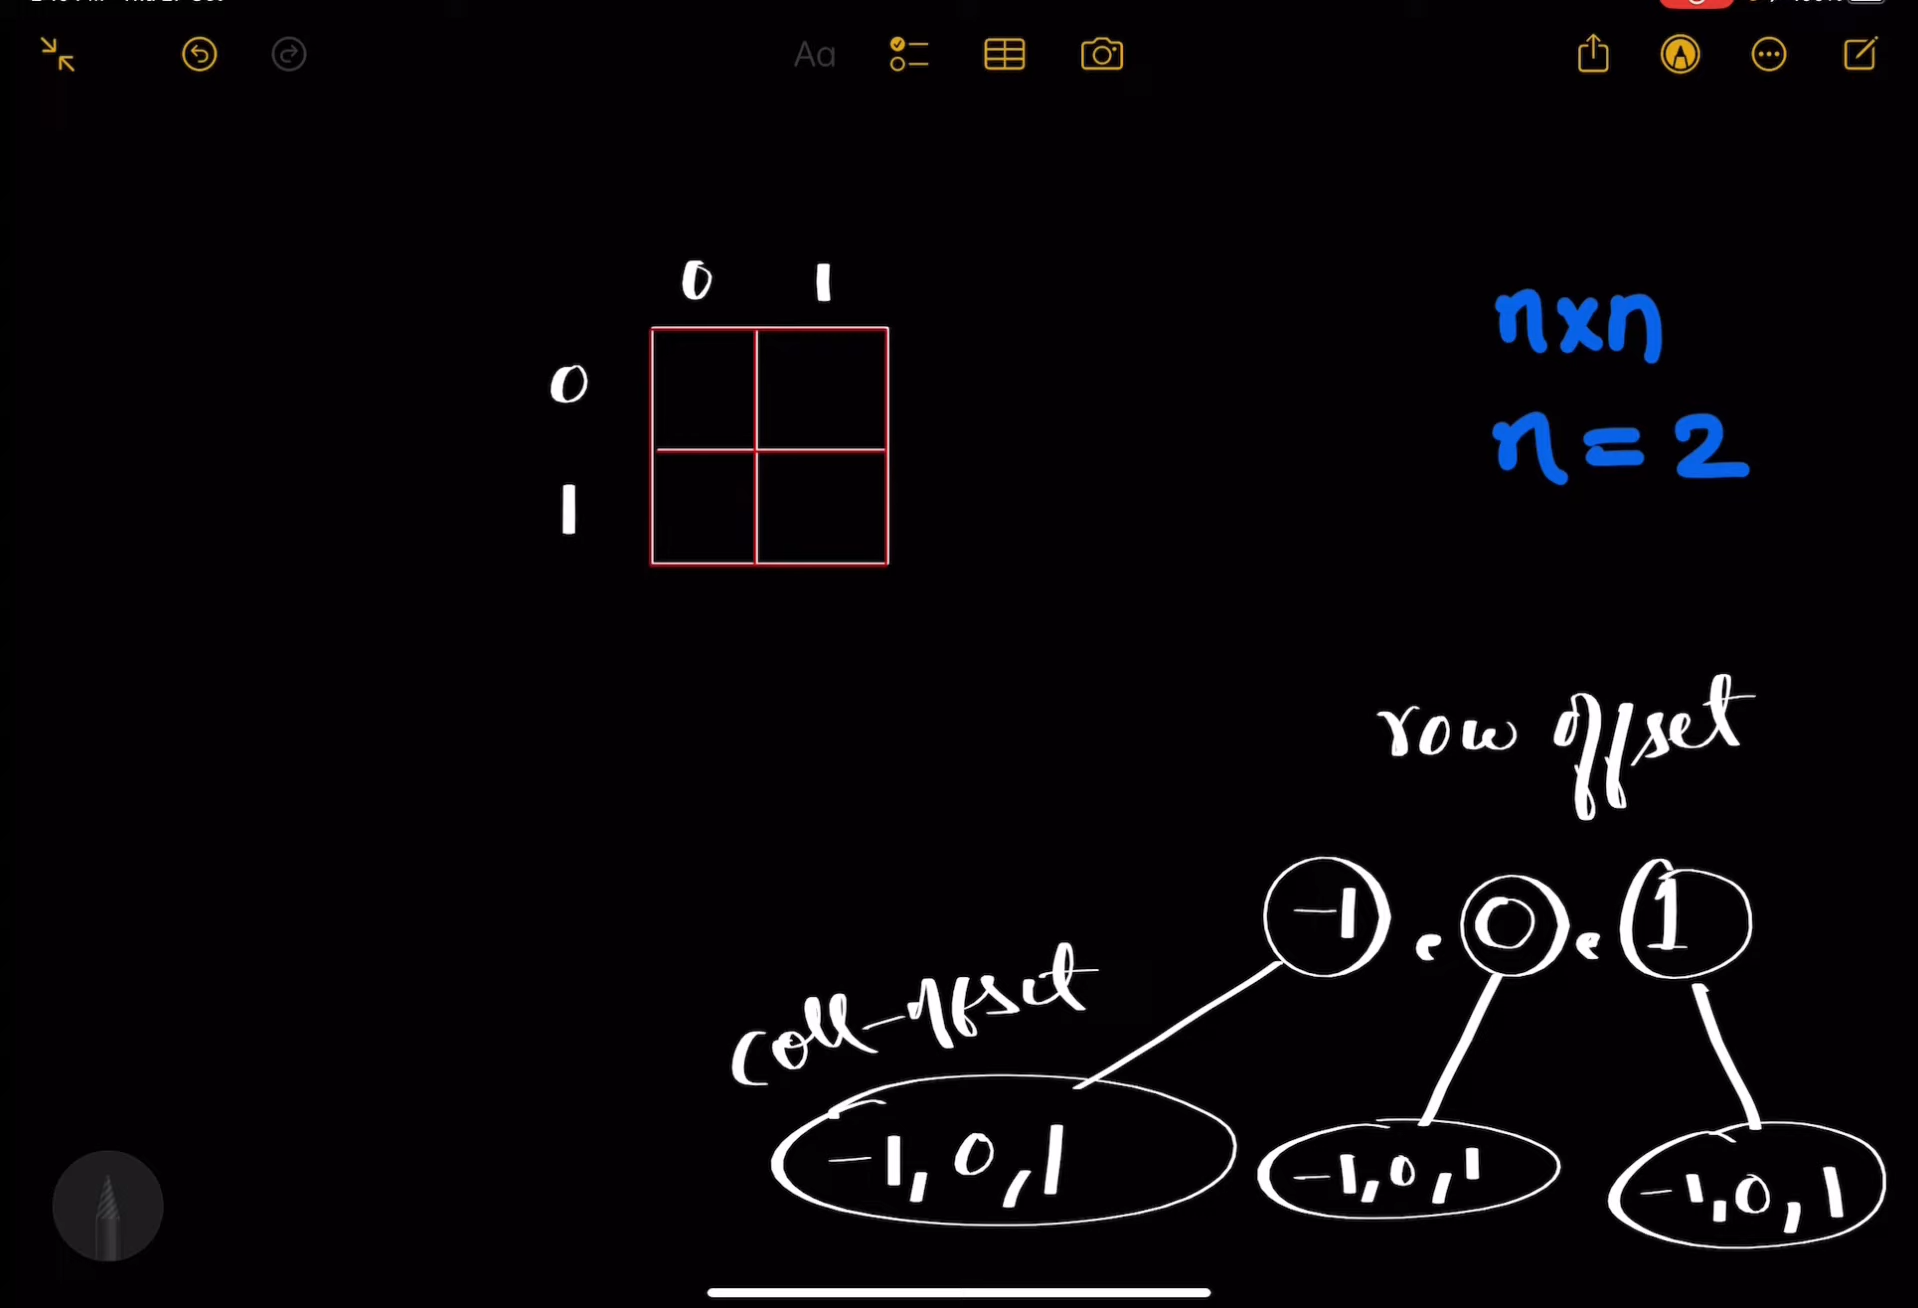 Aa
0 1
0
1
n×n
n = 2
row offset
-1, 0, 1
coll-offset
-1, 0, 1
-1, 0, 1
-1, 0, 1